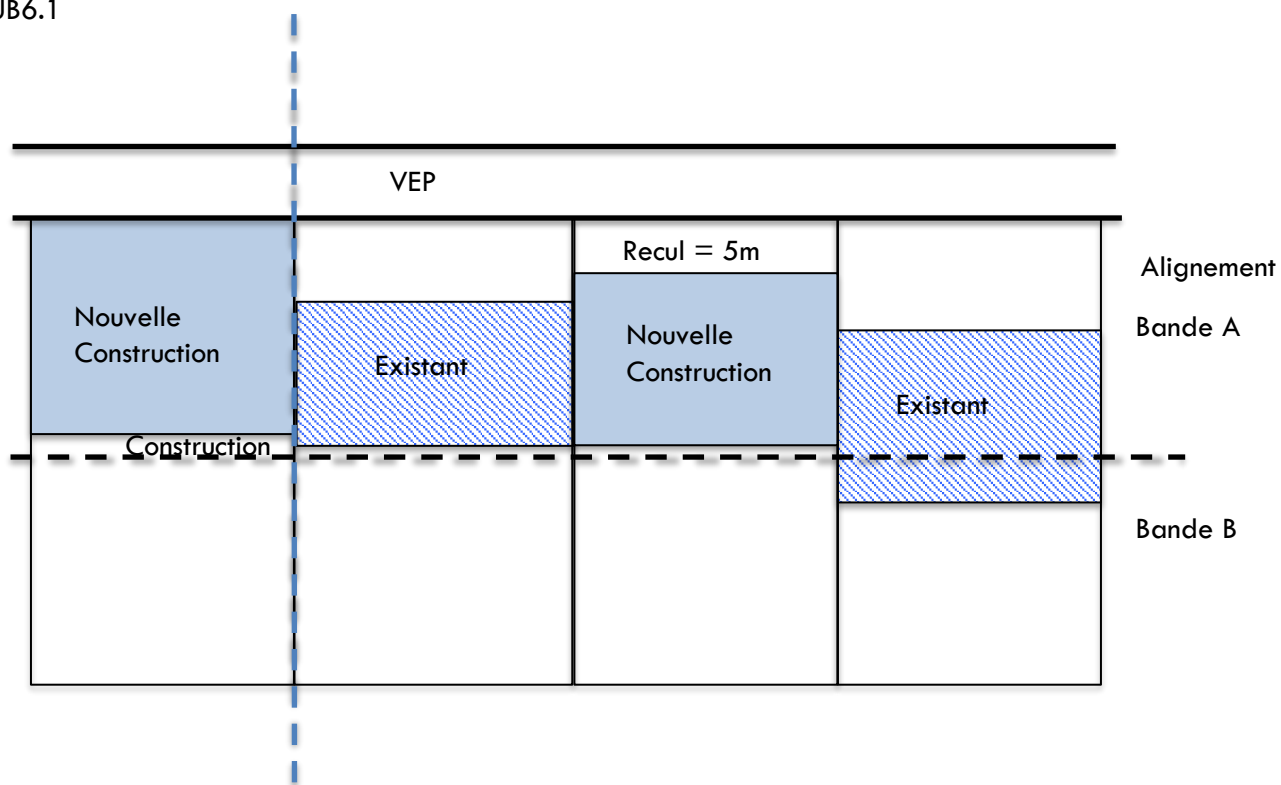 UB6.1
VEP
Recul = 5m
Alignement
Nouvelle
Construction
Existant
Nouvelle
Construction
Existant
Bande A
Construction
Bande B